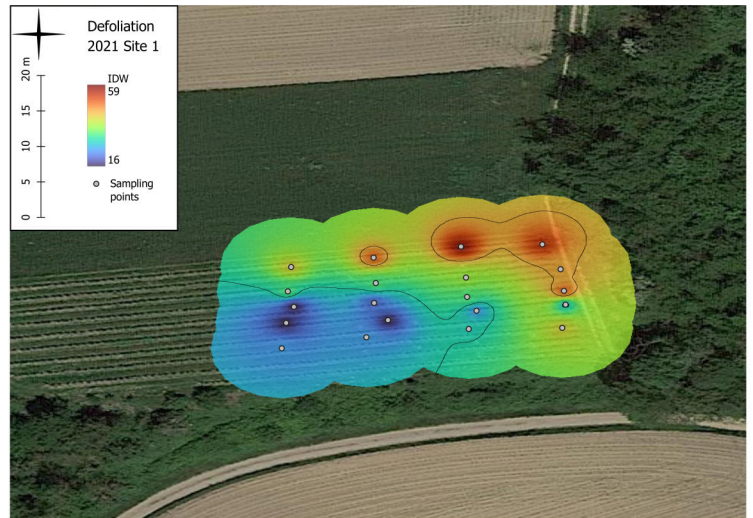 Defoliation
2021 Site 1
20 m
15
10
5
0
IDW
59
16
Sampling
points